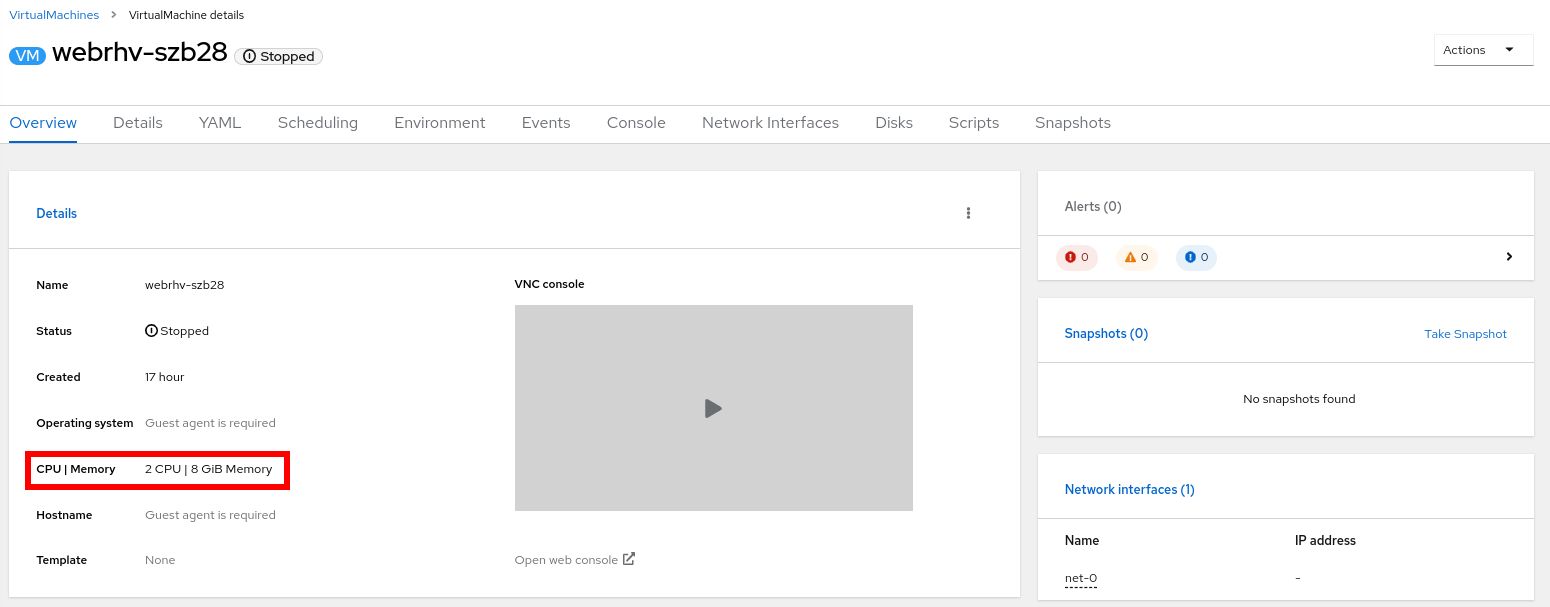 VirtualMachines > VirtualMachine details
VM webrhv-szb28 Stopped
Actions
Overview Details YAML Scheduling Environment Events Console Network Interfaces Disks Scripts Snapshots
Details
Name webrhv-szb28
Status Stopped
Created 17 hour
Operating system Guest agent is required
CPU | Memory 2 CPU | 8 GiB Memory
Hostname Guest agent is required
Template None
VNC console
Open web console
Alerts (0)
0 0 0
Snapshots (0) Take Snapshot
No snapshots found
Network interfaces (1)
Name IP address
net-0 -